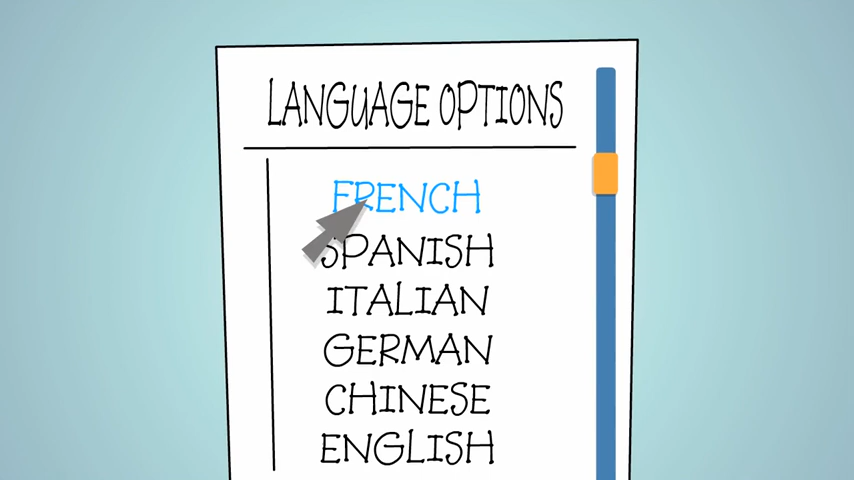 LANGUAGE OPTIONS
FRENCH
SPANISH
ITALIAN
GERMAN
CHINESE
ENGLISH